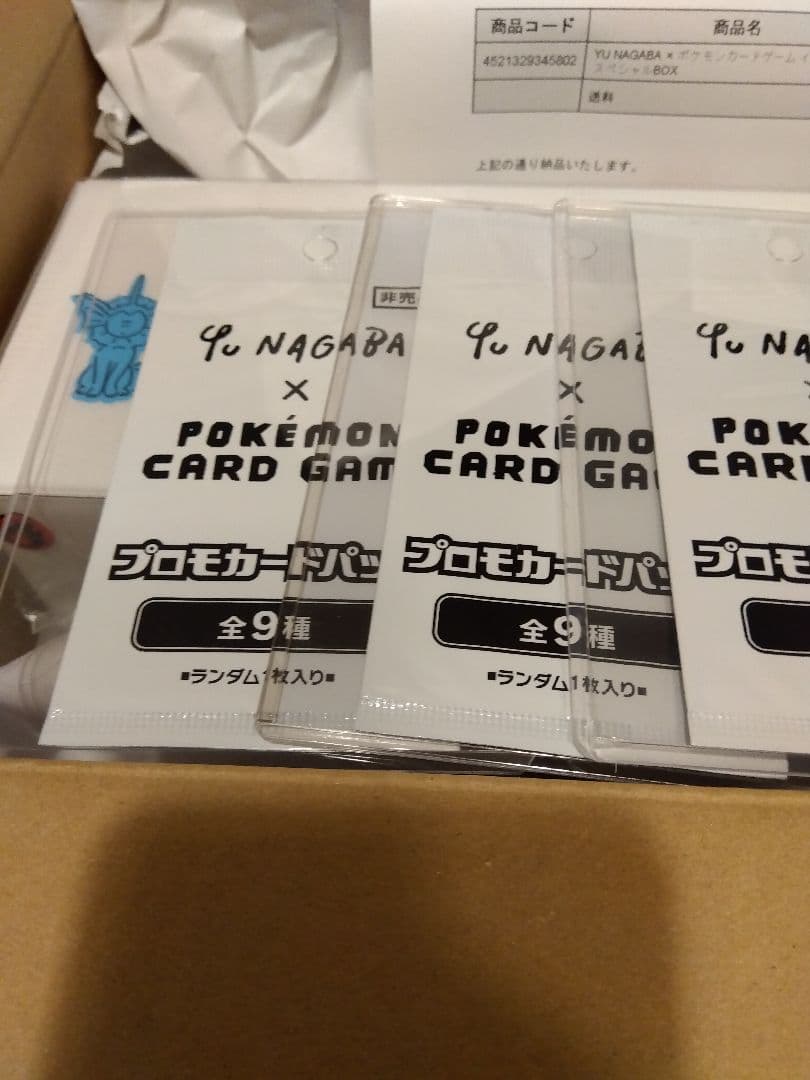 商品コード
商品名
4521329345802
YU NAGABA × ポケモンカードゲーム イ
スペシャルBOX
送料
上記の通り納品いたします。
Yu NAGABA
×
POKÉMON
CARD GAM
プロモカードパッ
全9種
■ランダム1枚入り■
非売
Yu NAGAB
×
POKÉMO
CARD GA
プロモカードパッ
全9種
■ランダム1枚入り■
Yu NA
POK
CAR
プロモ